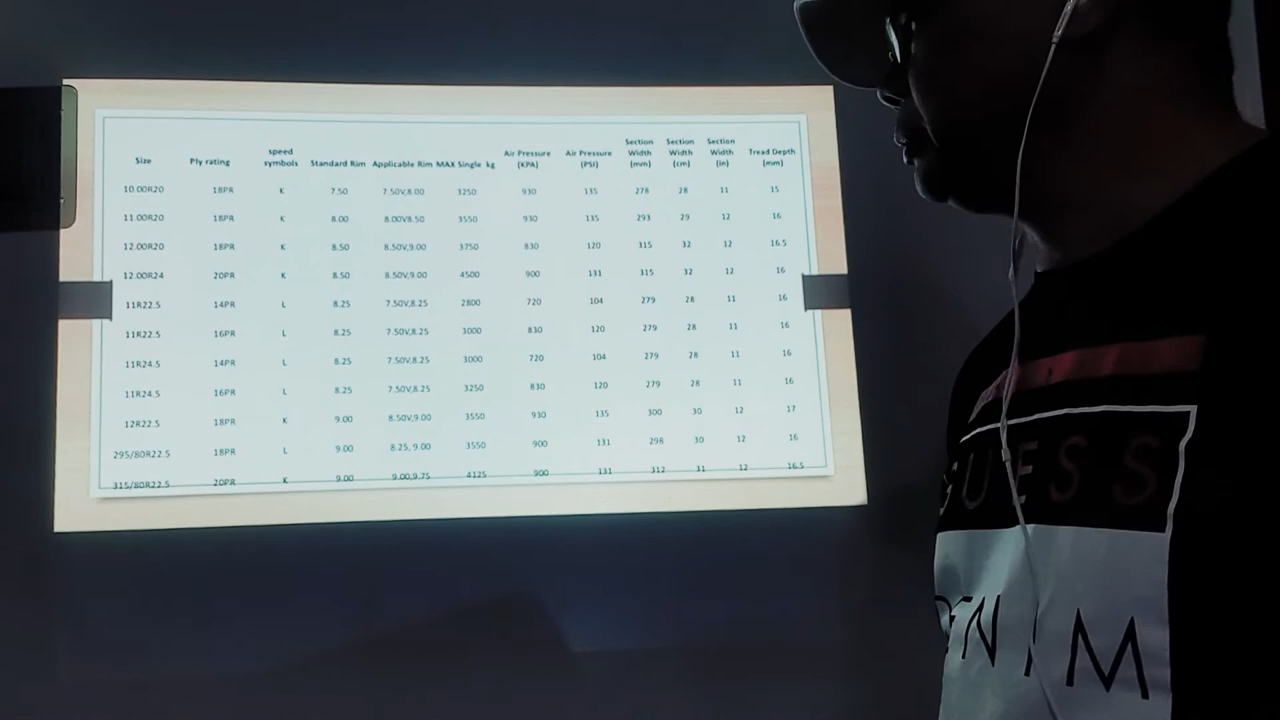 Size Ply rating speed symbols Standard Rim Applicable Rim MAX Single kg Air Pressure (KPA) Air Pressure (PSI) Section Width (mm) Section Width (cm) Section Width (in) Tread Depth (mm)
10.00R20 18PR K 7.50 7.50V,8.00 3250 930 135 278 28 11 15
11.00R20 18PR K 8.00 8.00V8.50 3550 930 135 293 29 12 16
12.00R20 18PR K 8.50 8.50V,9.00 3750 830 120 315 32 12 16.5
12.00R24 20PR K 8.50 8.50V,9.00 4500 900 131 315 32 12 16
11R22.5 14PR L 8.25 7.50V,8.25 2800 720 104 279 28 11 16
11R22.5 16PR L 8.25 7.50V,8.25 3000 830 120 279 28 11 16
11R24.5 14PR L 8.25 7.50V,8.25 3000 720 104 279 28 11 16
11R24.5 16PR L 8.25 7.50V,8.25 3250 830 120 279 28 11 16
12R22.5 18PR K 9.00 8.50V,9.00 3550 930 135 300 30 12 17
295/80R22.5 18PR L 9.00 8.25, 9.00 3550 900 131 298 30 12 16
315/80R22.5 20PR K 9.00 9.00,9.75 4125 900 131 312 31 12 16.5
GUESS
DENIM